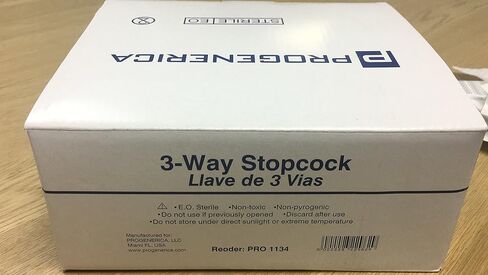 STERILE EO
PROGENERICA
3-Way Stopcock
Llave de 3 Vias
•E.O. Sterile •Non-toxic •Non-pyrogenic
•Do not use if previously opened •Discard after use
•Do not store under direct sunlight or extreme temperature
Manufactured for:
PROGENERICA, LLC
Miami FL, USA
www.progenerica.com
Reoder: PRO 1134